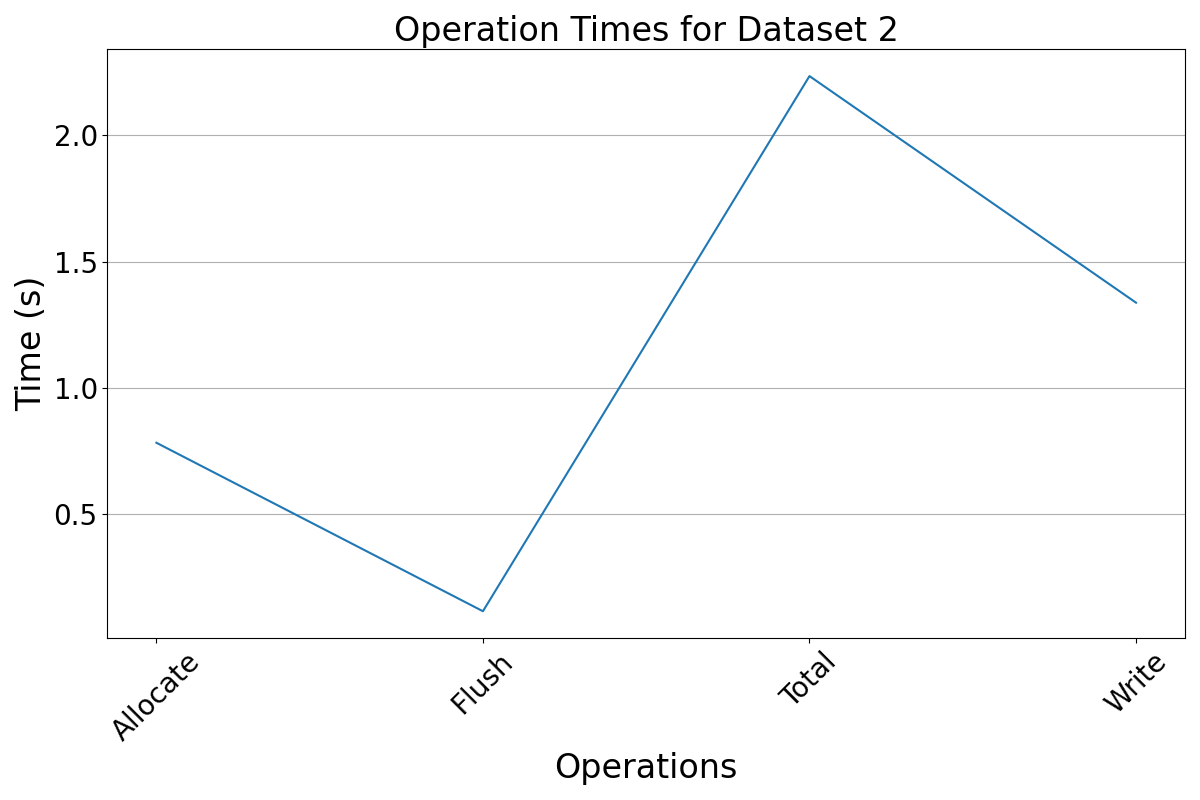 Operation Times for Dataset 2
Time (s)
2.0
1.5
1.0
0.5
Allocate
Flush
Total
Write
Operations